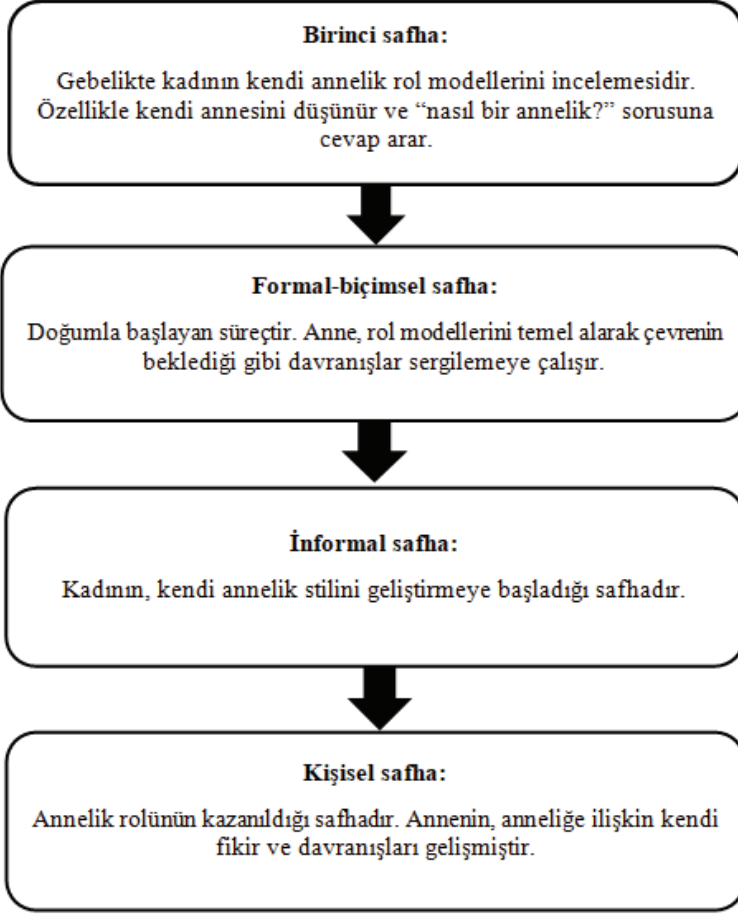 Birinci safha:
Gebelikte kadının kendi annelik rol modellerini incelemesidir.
Özellikle kendi annesini düşünür ve “nasıl bir annelik?” sorusuna
cevap arar.
Formal-biçimsel safha:
Doğumla başlayan süreçtir. Anne, rol modellerini temel alarak çevrenin
beklediği gibi davranışlar sergilemeye çalışır.
İnformal safha:
Kadının, kendi annelik stilini geliştirmeye başladığı safhadır.
Kişisel safha:
Annelik rolünün kazanıldığı safhadır. Annenin, anneliğe ilişkin kendi
fikir ve davranışları gelişmiştir.